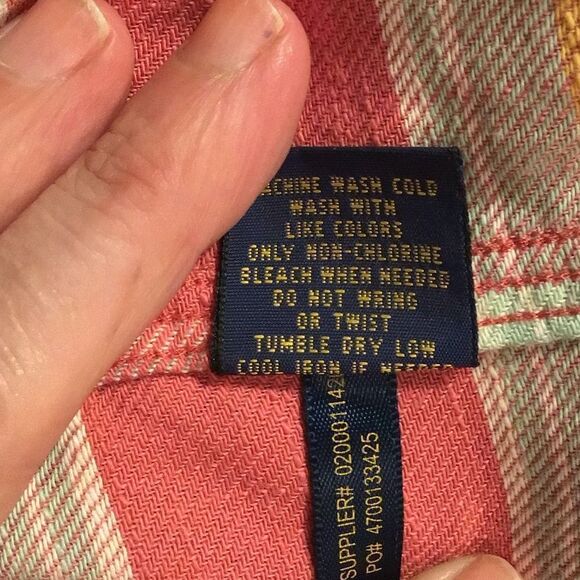 ACHINE WASH COLD
WASH WITH
LIKE COLORS
ONLY NON-CHLORINE
BLEACH WHEN NEEDED
DO NOT WRING
OR TWIST
TUMBLE DRY LOW
COOL IRON IF NEEDED
SUPPLIER# 0200011142
PO# 4700133425